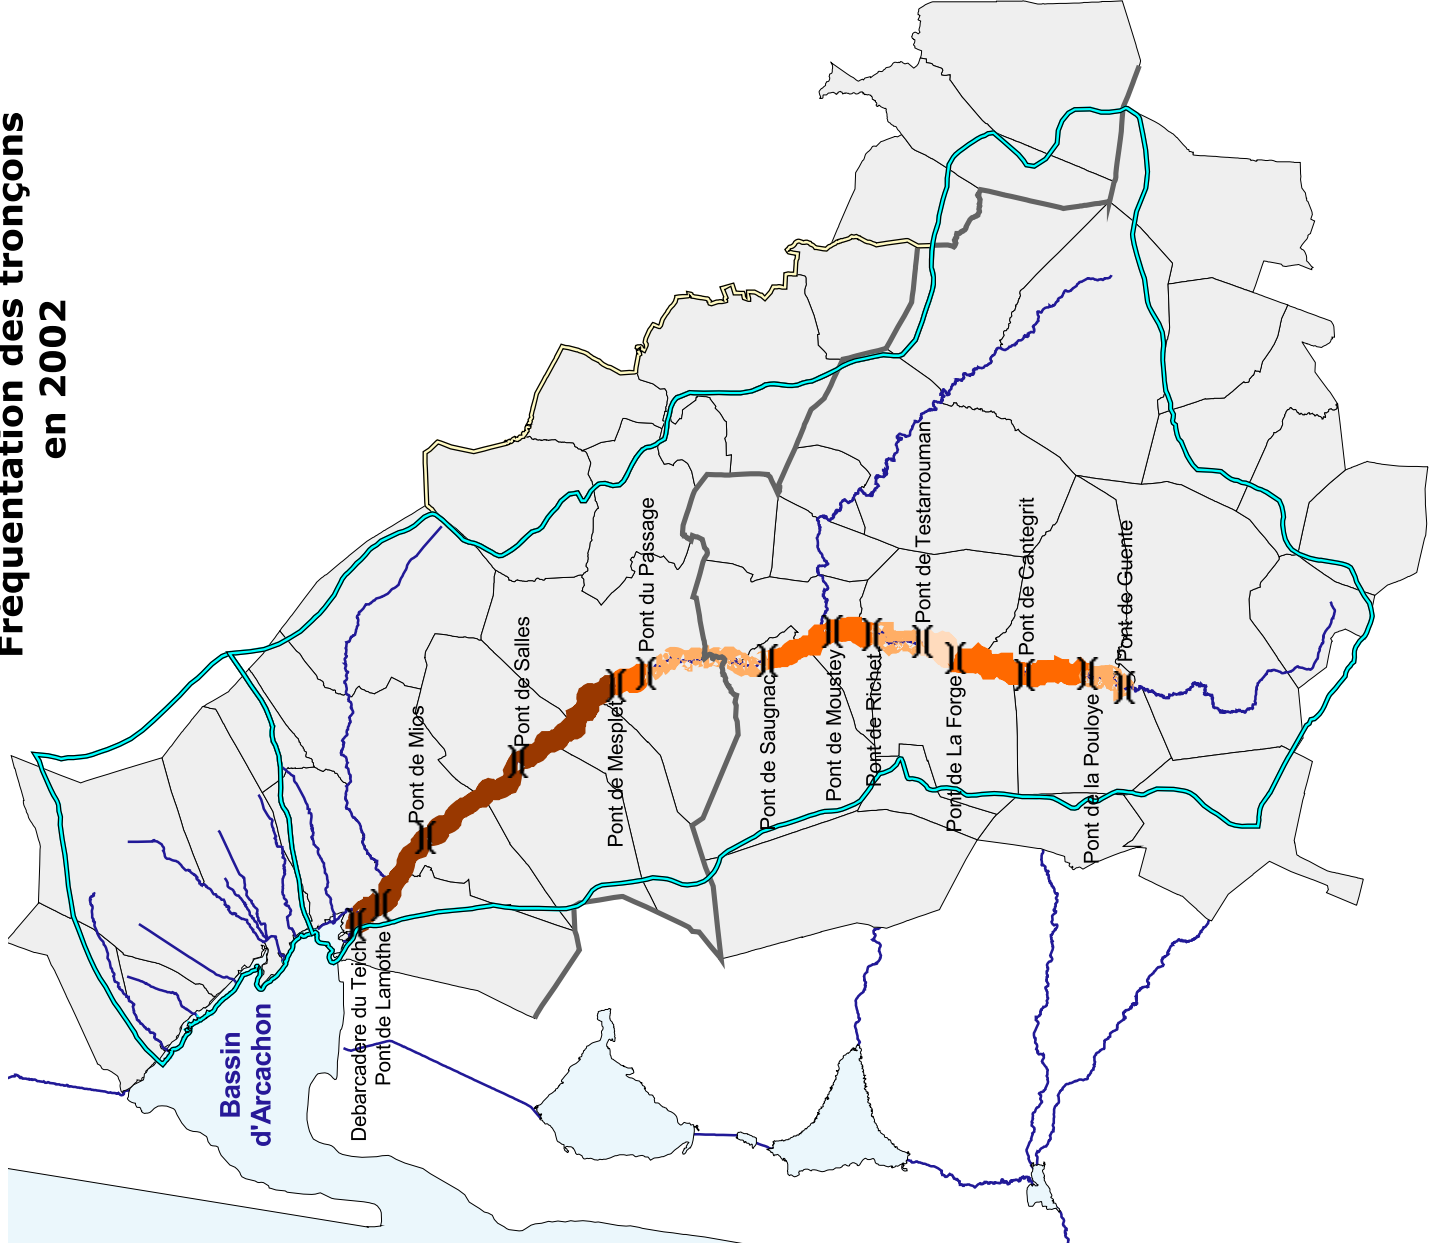 Fréquentation des tronçons
en 2002
Pont du Passage
Pont de Testarrouman
Pont de Cantegrit
Pont de Guente
Pont de Salles
Pont de Mios
Pont de Mesplet
Pont de Saugnac
Pont de Moustey
Pont de Richet
Pont de La Forge
Pont de la Pouloye
Debarcadere du Teich
Pont de Lamothe
Bassin
d'Arcachon